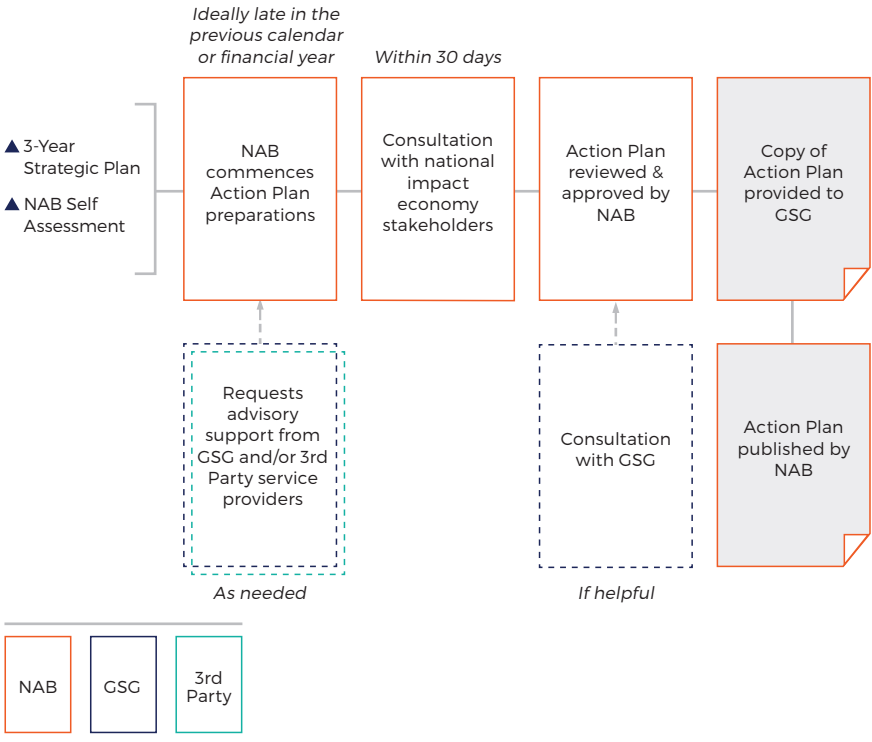 Ideally late in the
previous calendar
or financial year
Within 30 days
3-Year
Strategic Plan
NAB Self
Assessment
NAB
commences
Action Plan
preparations
Consultation
with national
impact
economy
stakeholders
Action Plan
reviewed &
approved by
NAB
Copy of
Action Plan
provided to
GSG
Requests
advisory
support from
GSG and/or 3rd
Party service
providers
Consultation
with GSG
Action Plan
published by
NAB
As needed
If helpful
NAB
GSG
3rd
Party